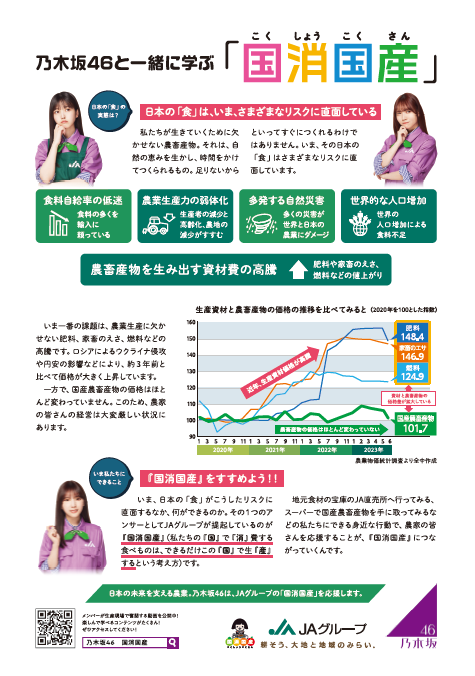 こく しょう こく さん
乃木坂46と一緒に学ぶ「国消国産」
日本の「食」の
実態は?
日本の「食」は、いま、さまざまなリスクに直面している
私たちが生きていくために欠
かせない農畜産物。それは、自
然の恵みを生かし、時間をかけ
てつくられるもの。足りないから
といってすぐにつくれるわけで
はありません。いま、その日本の
「食」はさまざまなリスクに直
面しています。
食料自給率の低迷
食料の多くを
輸入に
頼っている
農業生産力の弱体化
生産者の減少と
高齢化、農地の
減少がすすむ
多発する自然災害
多くの災害が
世界と日本の
農業にダメージ
世界的な人口増加
世界の
人口増加による
食料不足
農畜産物を生み出す資材費の高騰
肥料や家畜のえさ、
燃料などの値上がり
いま一番の課題は、農業生産に欠か
せない肥料、家畜のえさ、燃料などの
高騰です。ロシアによるウクライナ侵攻
や円安の影響などにより、約3年前と
比べて価格が大きく上昇しています。
一方で、国産農畜産物の価格はほと
んど変わっていません。このため、農家
の皆さんの経営は大変厳しい状況に
あります。
生産資材と農畜産物の価格の推移を比べてみると(2020年を100とした指数)
160
150
140
130
120
110
100
90
近年、生産資材価格が高騰
農畜産物の価格はほとんど変わっていない
肥料
148.4
家畜のエサ
146.9
燃料
124.9
資材と農畜産物の
価格差が拡大している
国産農畜産物
101.7
1 3 5 7 9 11 1 3 5 7 9 11 1 3 5 7 9 11 1 3 5 6
2020年 2021年 2022年 2023年
農業物価統計調査より全中作成
いま私たちに
できること
『国消国産』をすすめよう!!
いま、日本の「食」がこうしたリスクに
直面するなか、何ができるのか。その1つのア
ンサーとしてJAグループが提起しているのが
『国消国産』(私たちの『国』で『消』費する
食べものは、できるだけこの『国』で生『産』
するという考え方)です。
地元食材の宝庫のJA直売所へ行ってみる、
スーパーで国産農畜産物を手に取ってみるな
どの私たちにできる身近な行動で、農家の皆
さんを応援することが、『国消国産』につな
がっていくんです。
日本の未来を支える農業。乃木坂46は、JAグループの「国消国産」を応援します。
メンバーが生産現場で奮闘する動画を公開中!
楽しんで学べるコンテンツがたくさん!
ぜひアクセスしてください!
乃木坂46 国消国産
JAグループ
耕そう、大地と地域のみらい。
46
乃木坂